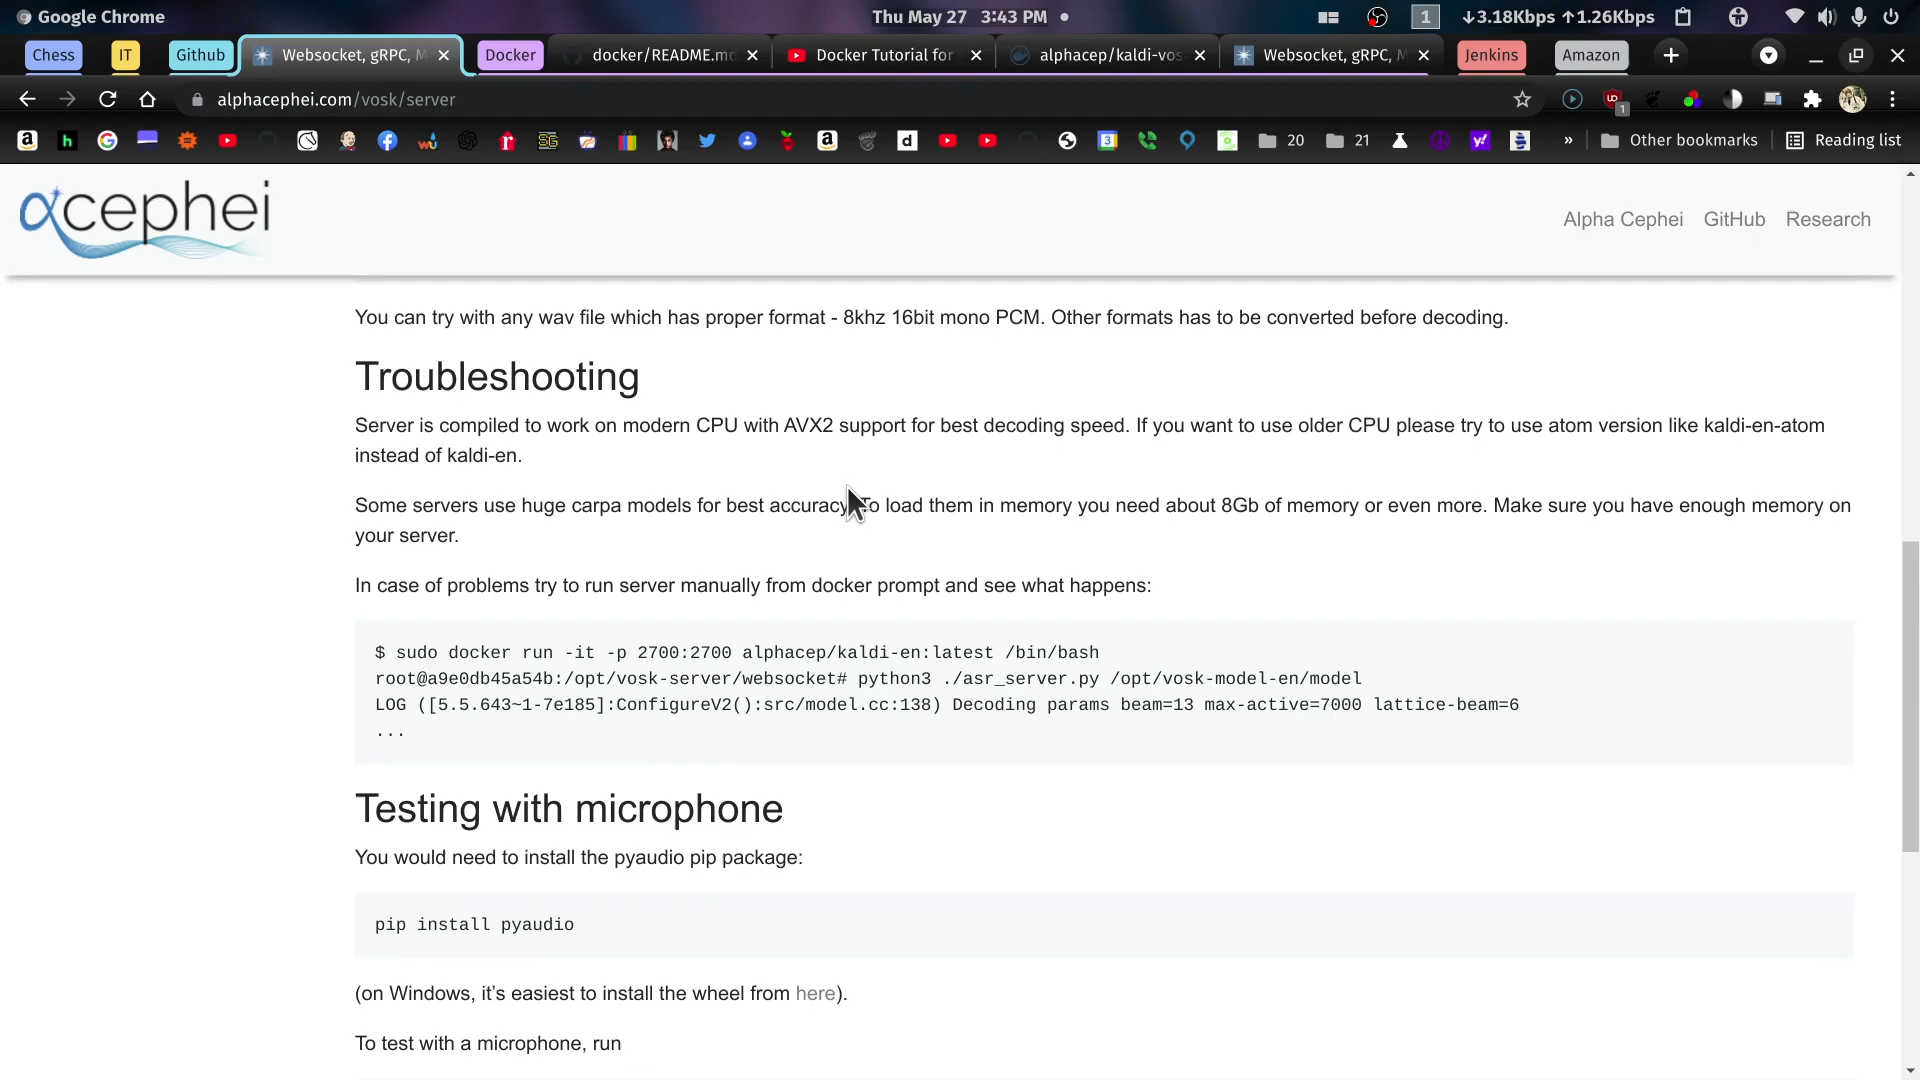 Google Chrome
Thu May 27 3:43 PM
1
↓3.18Kbps ↑1.26Kbps
Chess
IT
Github
Websocket, gRPC, M
Docker
docker/README.md
Docker Tutorial for
alphacep/kaldi-vos
Websocket, gRPC, M
Jenkins
Amazon
alphacephei.com/vosk/server
1
20
21
»
Other bookmarks
Reading list
αcephei
Alpha Cephei
GitHub
Research
You can try with any wav file which has proper format - 8khz 16bit mono PCM. Other formats has to be converted before decoding.
Troubleshooting
Server is compiled to work on modern CPU with AVX2 support for best decoding speed. If you want to use older CPU please try to use atom version like kaldi-en-atom
instead of kaldi-en.
Some servers use huge carpa models for best accuracy To load them in memory you need about 8Gb of memory or even more. Make sure you have enough memory on
your server.
In case of problems try to run server manually from docker prompt and see what happens:
$ sudo docker run -it -p 2700:2700 alphacep/kaldi-en:latest /bin/bash
root@a9e0db45a54b:/opt/vosk-server/websocket# python3 ./asr_server.py /opt/vosk-model-en/model
LOG ([5.5.643~1-7e185]:ConfigureV2():src/model.cc:138) Decoding params beam=13 max-active=7000 lattice-beam=6
...
Testing with microphone
You would need to install the pyaudio pip package:
pip install pyaudio
(on Windows, it’s easiest to install the wheel from here).
To test with a microphone, run